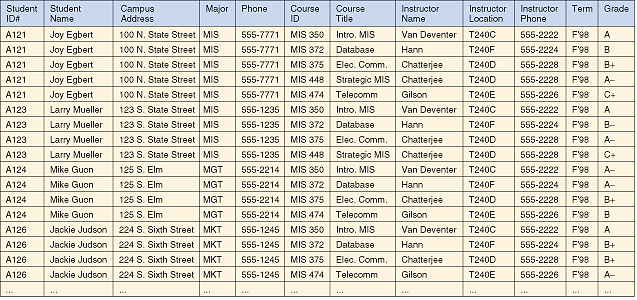 Student ID# Student Name Campus Address Major Phone Course ID Course Title Instructor Name Instructor Location Instructor Phone Term Grade
A121 Joy Egbert 100 N. State Street MIS 555-7771 MIS 350 Intro. MIS Van Deventer T240C 555-2222 F'98 A
A121 Joy Egbert 100 N. State Street MIS 555-7771 MIS 372 Database Hann T240F 555-2224 F'98 B
A121 Joy Egbert 100 N. State Street MIS 555-7771 MIS 375 Elec. Comm. Chatterjee T240D 555-2228 F'98 B+
A121 Joy Egbert 100 N. State Street MIS 555-7771 MIS 448 Strategic MIS Chatterjee T240D 555-2228 F'98 A–
A121 Joy Egbert 100 N. State Street MIS 555-7771 MIS 474 Telecomm Gilson T240E 555-2226 F'98 C+
A123 Larry Mueller 123 S. State Street MIS 555-1235 MIS 350 Intro. MIS Van Deventer T240C 555-2222 F'98 A
A123 Larry Mueller 123 S. State Street MIS 555-1235 MIS 372 Database Hann T240F 555-2224 F'98 B–
A123 Larry Mueller 123 S. State Street MIS 555-1235 MIS 375 Elec. Comm. Chatterjee T240D 555-2228 F'98 A–
A123 Larry Mueller 123 S. State Street MIS 555-1235 MIS 448 Strategic MIS Chatterjee T240D 555-2228 F'98 C+
A124 Mike Guon 125 S. Elm MGT 555-2214 MIS 350 Intro. MIS Van Deventer T240C 555-2222 F'98 A–
A124 Mike Guon 125 S. Elm MGT 555-2214 MIS 372 Database Hann T240F 555-2224 F'98 A–
A124 Mike Guon 125 S. Elm MGT 555-2214 MIS 375 Elec. Comm. Chatterjee T240D 555-2228 F'98 B+
A124 Mike Guon 125 S. Elm MGT 555-2214 MIS 474 Telecomm Gilson T240E 555-2226 F'98 B
A126 Jackie Judson 224 S. Sixth Street MKT 555-1245 MIS 350 Intro. MIS Van Deventer T240C 555-2222 F'98 A
A126 Jackie Judson 224 S. Sixth Street MKT 555-1245 MIS 372 Database Hann T240F 555-2224 F'98 B+
A126 Jackie Judson 224 S. Sixth Street MKT 555-1245 MIS 375 Elec. Comm. Chatterjee T240D 555-2228 F'98 B+
A126 Jackie Judson 224 S. Sixth Street MKT 555-1245 MIS 474 Telecomm Gilson T240E 555-2226 F'98 A–
... ... ... ... ... ... ... ... ... ... ... ...